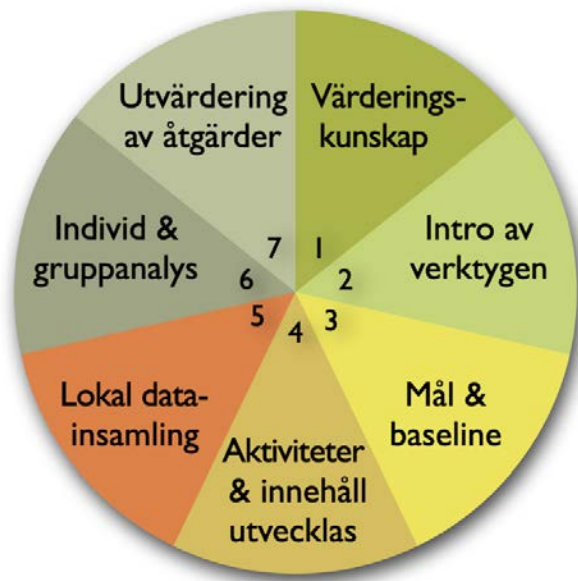 Värderings-
kunskap
1
Intro av
verktygen
2
Mål &
baseline
3
Aktiviteter
& innehåll
utvecklas
4
Lokal data-
insamling
5
Individ &
gruppanalys
6
Utvärdering
av åtgärder
7